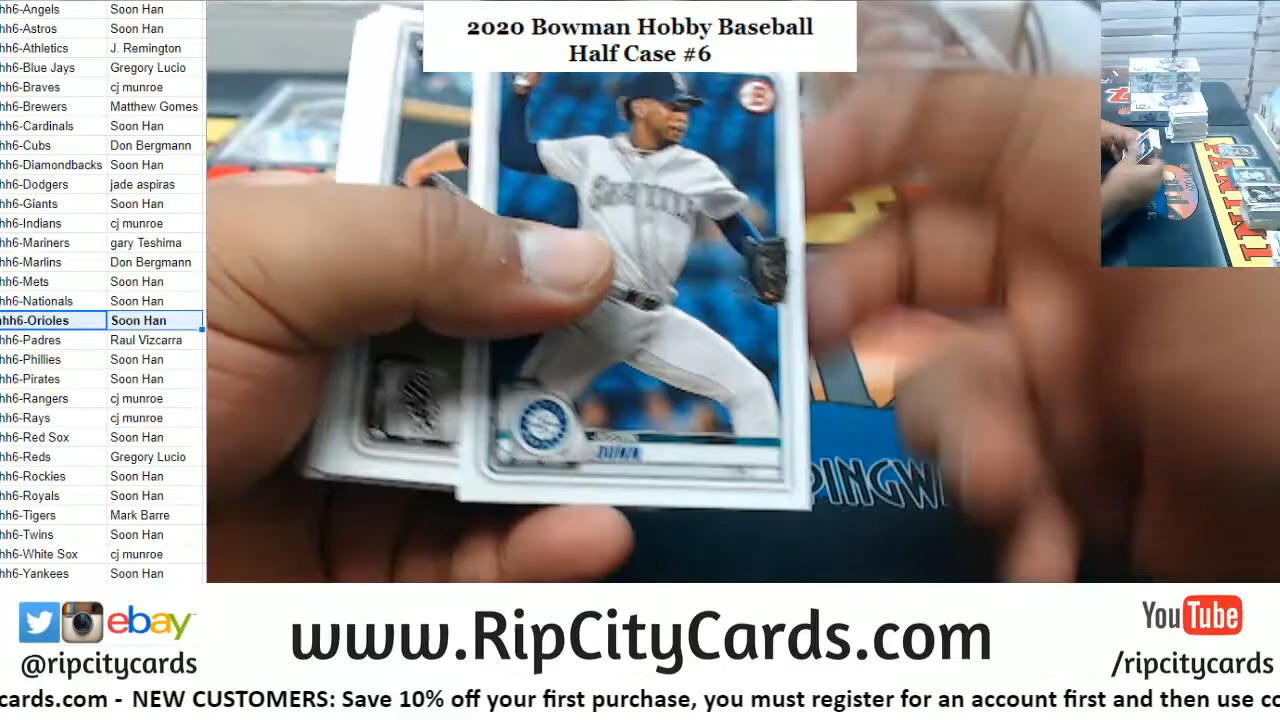 2020 Bowman Hobby Baseball
Half Case #6
hh6-Angels Soon Han
hh6-Astros Soon Han
hh6-Athletics J. Remington
hh6-Blue Jays Gregory Lucio
hh6-Braves cj munroe
hh6-Brewers Matthew Gomes
hh6-Cardinals Soon Han
hh6-Cubs Don Bergmann
hh6-Diamondbacks Soon Han
hh6-Dodgers jade aspiras
hh6-Giants Soon Han
hh6-Indians cj munroe
hh6-Mariners gary Teshima
hh6-Marlins Don Bergmann
hh6-Mets Soon Han
hh6-Nationals Soon Han
hh6-Orioles Soon Han
hh6-Padres Raul Vizcarra
hh6-Phillies Soon Han
hh6-Pirates Soon Han
hh6-Rangers cj munroe
hh6-Rays cj munroe
hh6-Red Sox Soon Han
hh6-Reds Gregory Lucio
hh6-Rockies Soon Han
hh6-Royals Soon Han
hh6-Tigers Mark Barre
hh6-Twins Soon Han
hh6-White Sox cj munroe
hh6-Yankees Soon Han
B
PANINI
PINGW
ebay
@ripcitycards
www.RipCityCards.com
YouTube
/ripcitycards
cards.com - NEW CUSTOMERS: Save 10% off your first purchase, you must register for an account first and then use co